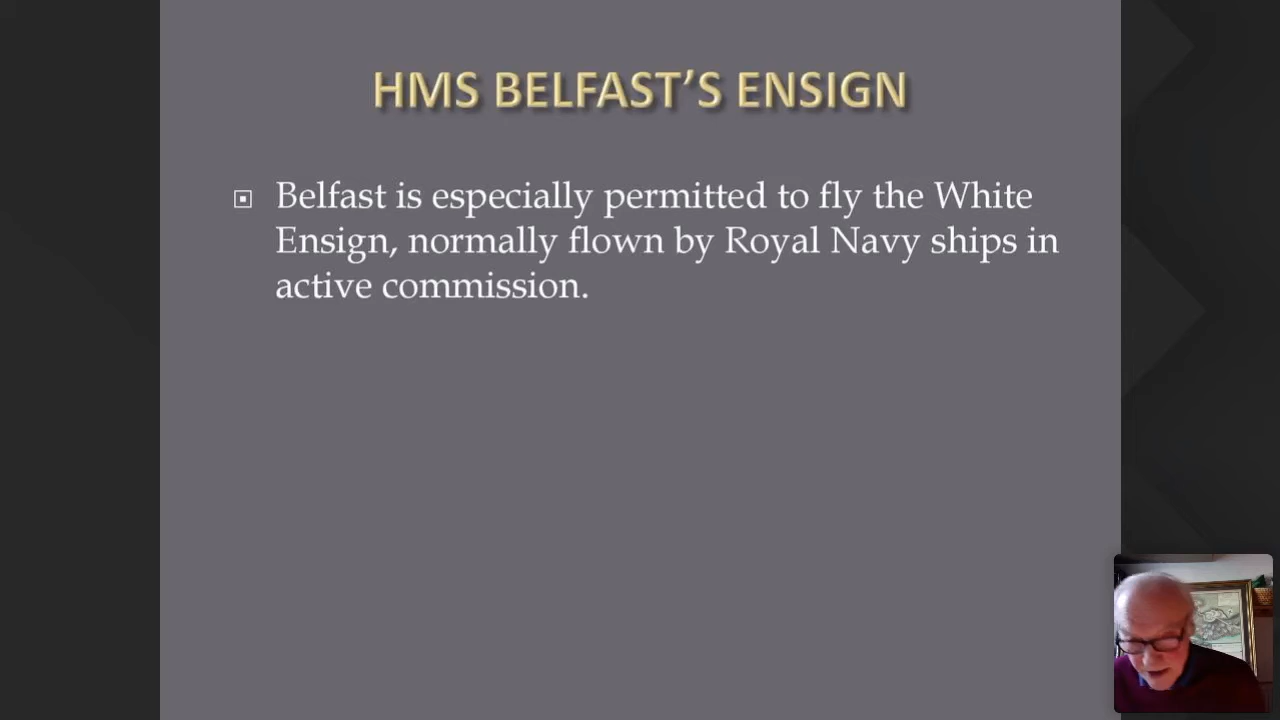 HMS BELFAST’S ENSIGN
Belfast is especially permitted to fly the White
Ensign, normally flown by Royal Navy ships in
active commission.